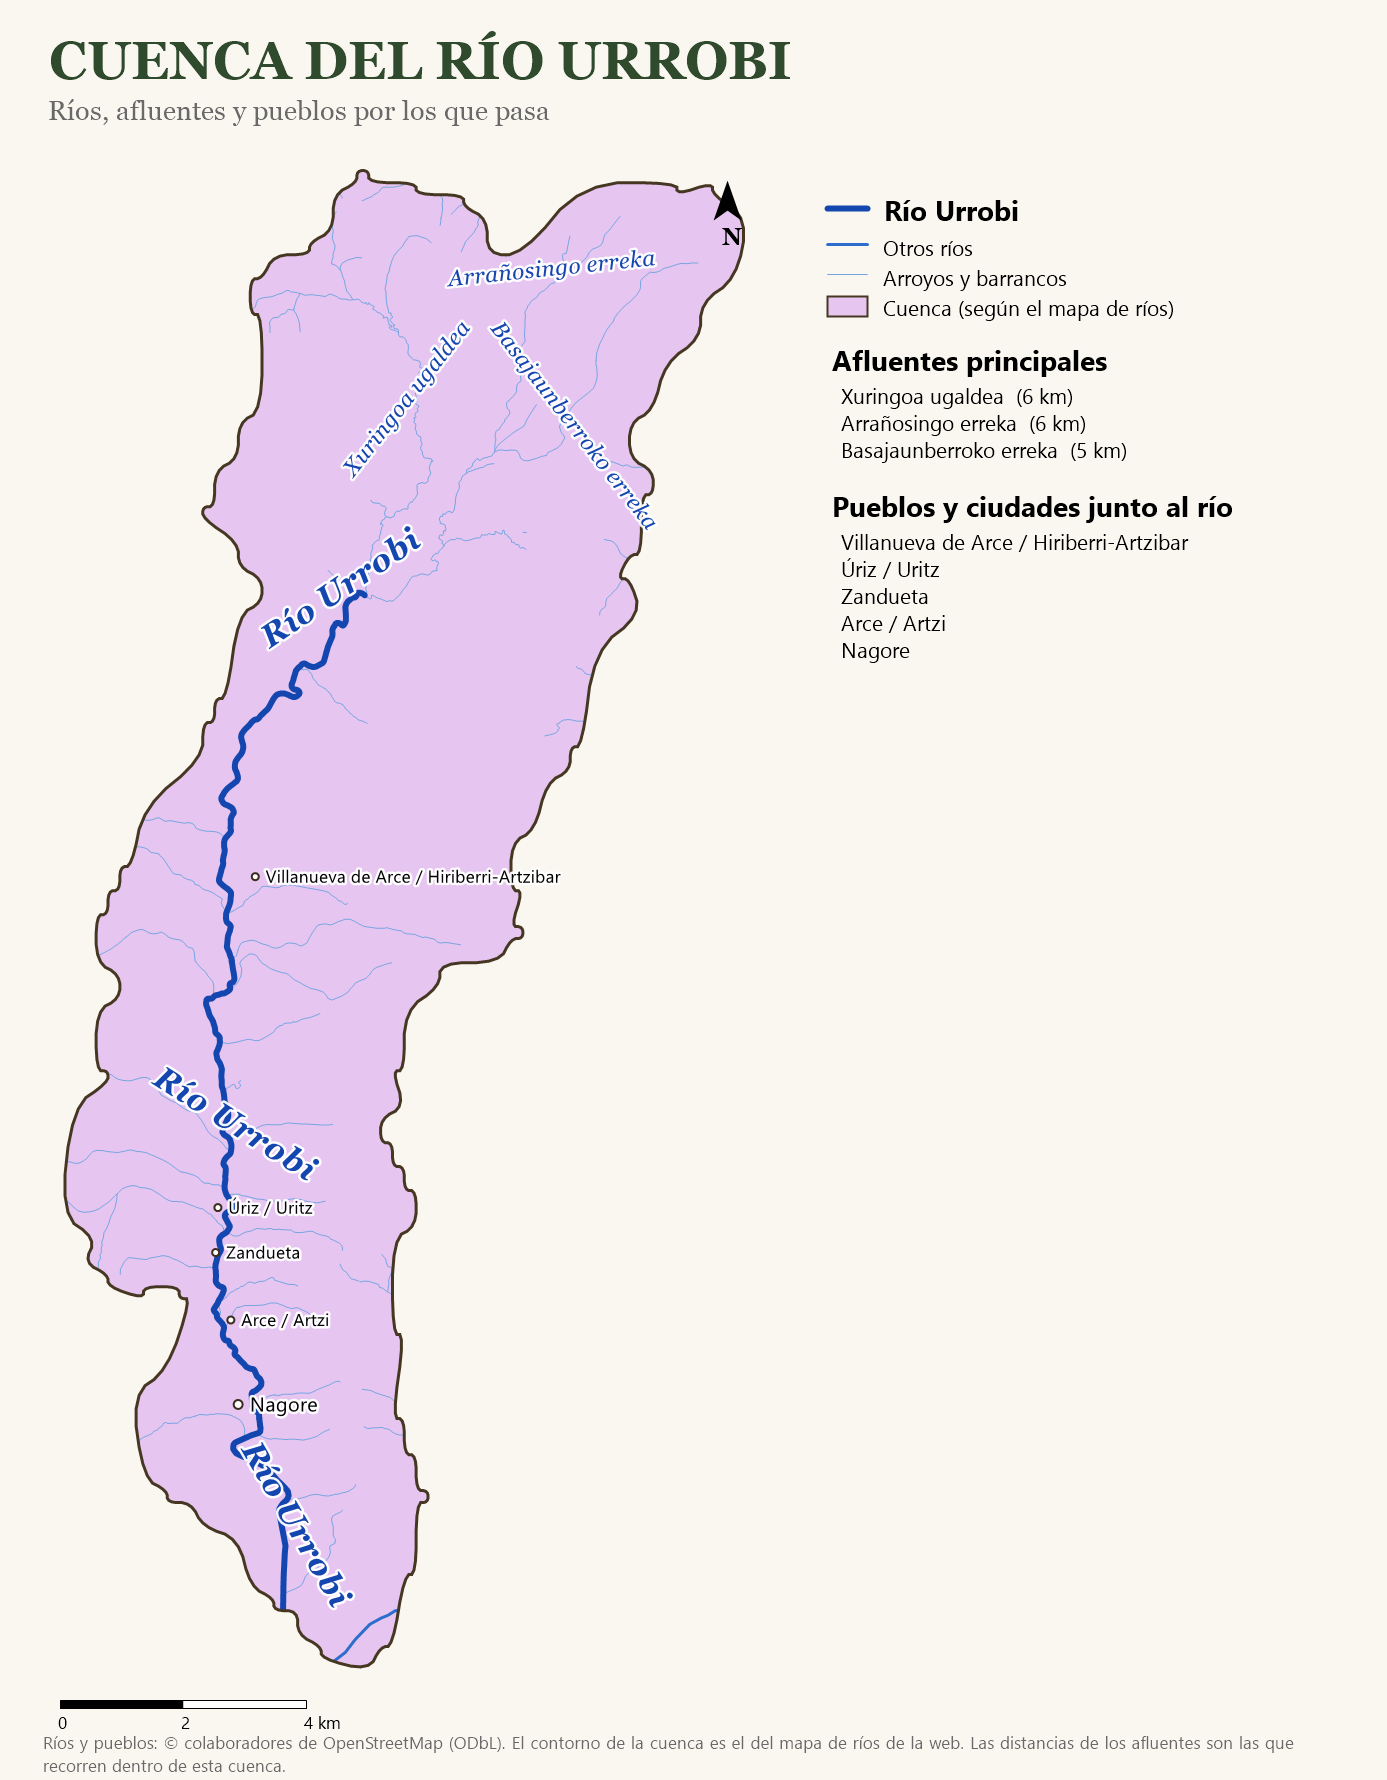 CUENCA DEL RÍO URROBI
Ríos, afluentes y pueblos por los que pasa
N
Arrañosingo erreka
Xuringoa ugaldea
Basajaunberroko erreka
Río Urrobi
Villanueva de Arce / Hiriberri-Artzibar
Río Urrobi
Úriz / Uritz
Zandueta
Arce / Artzi
Nagore
Río Urrobi
Río Urrobi
Otros ríos
Arroyos y barrancos
Cuenca (según el mapa de ríos)
Afluentes principales
Xuringoa ugaldea (6 km)
Arrañosingo erreka (6 km)
Basajaunberroko erreka (5 km)
Pueblos y ciudades junto al río
Villanueva de Arce / Hiriberri-Artzibar
Úriz / Uritz
Zandueta
Arce / Artzi
Nagore
0 2 4 km
Ríos y pueblos: © colaboradores de OpenStreetMap (ODbL). El contorno de la cuenca es el del mapa de ríos de la web. Las distancias de los afluentes son las que
recorren dentro de esta cuenca.